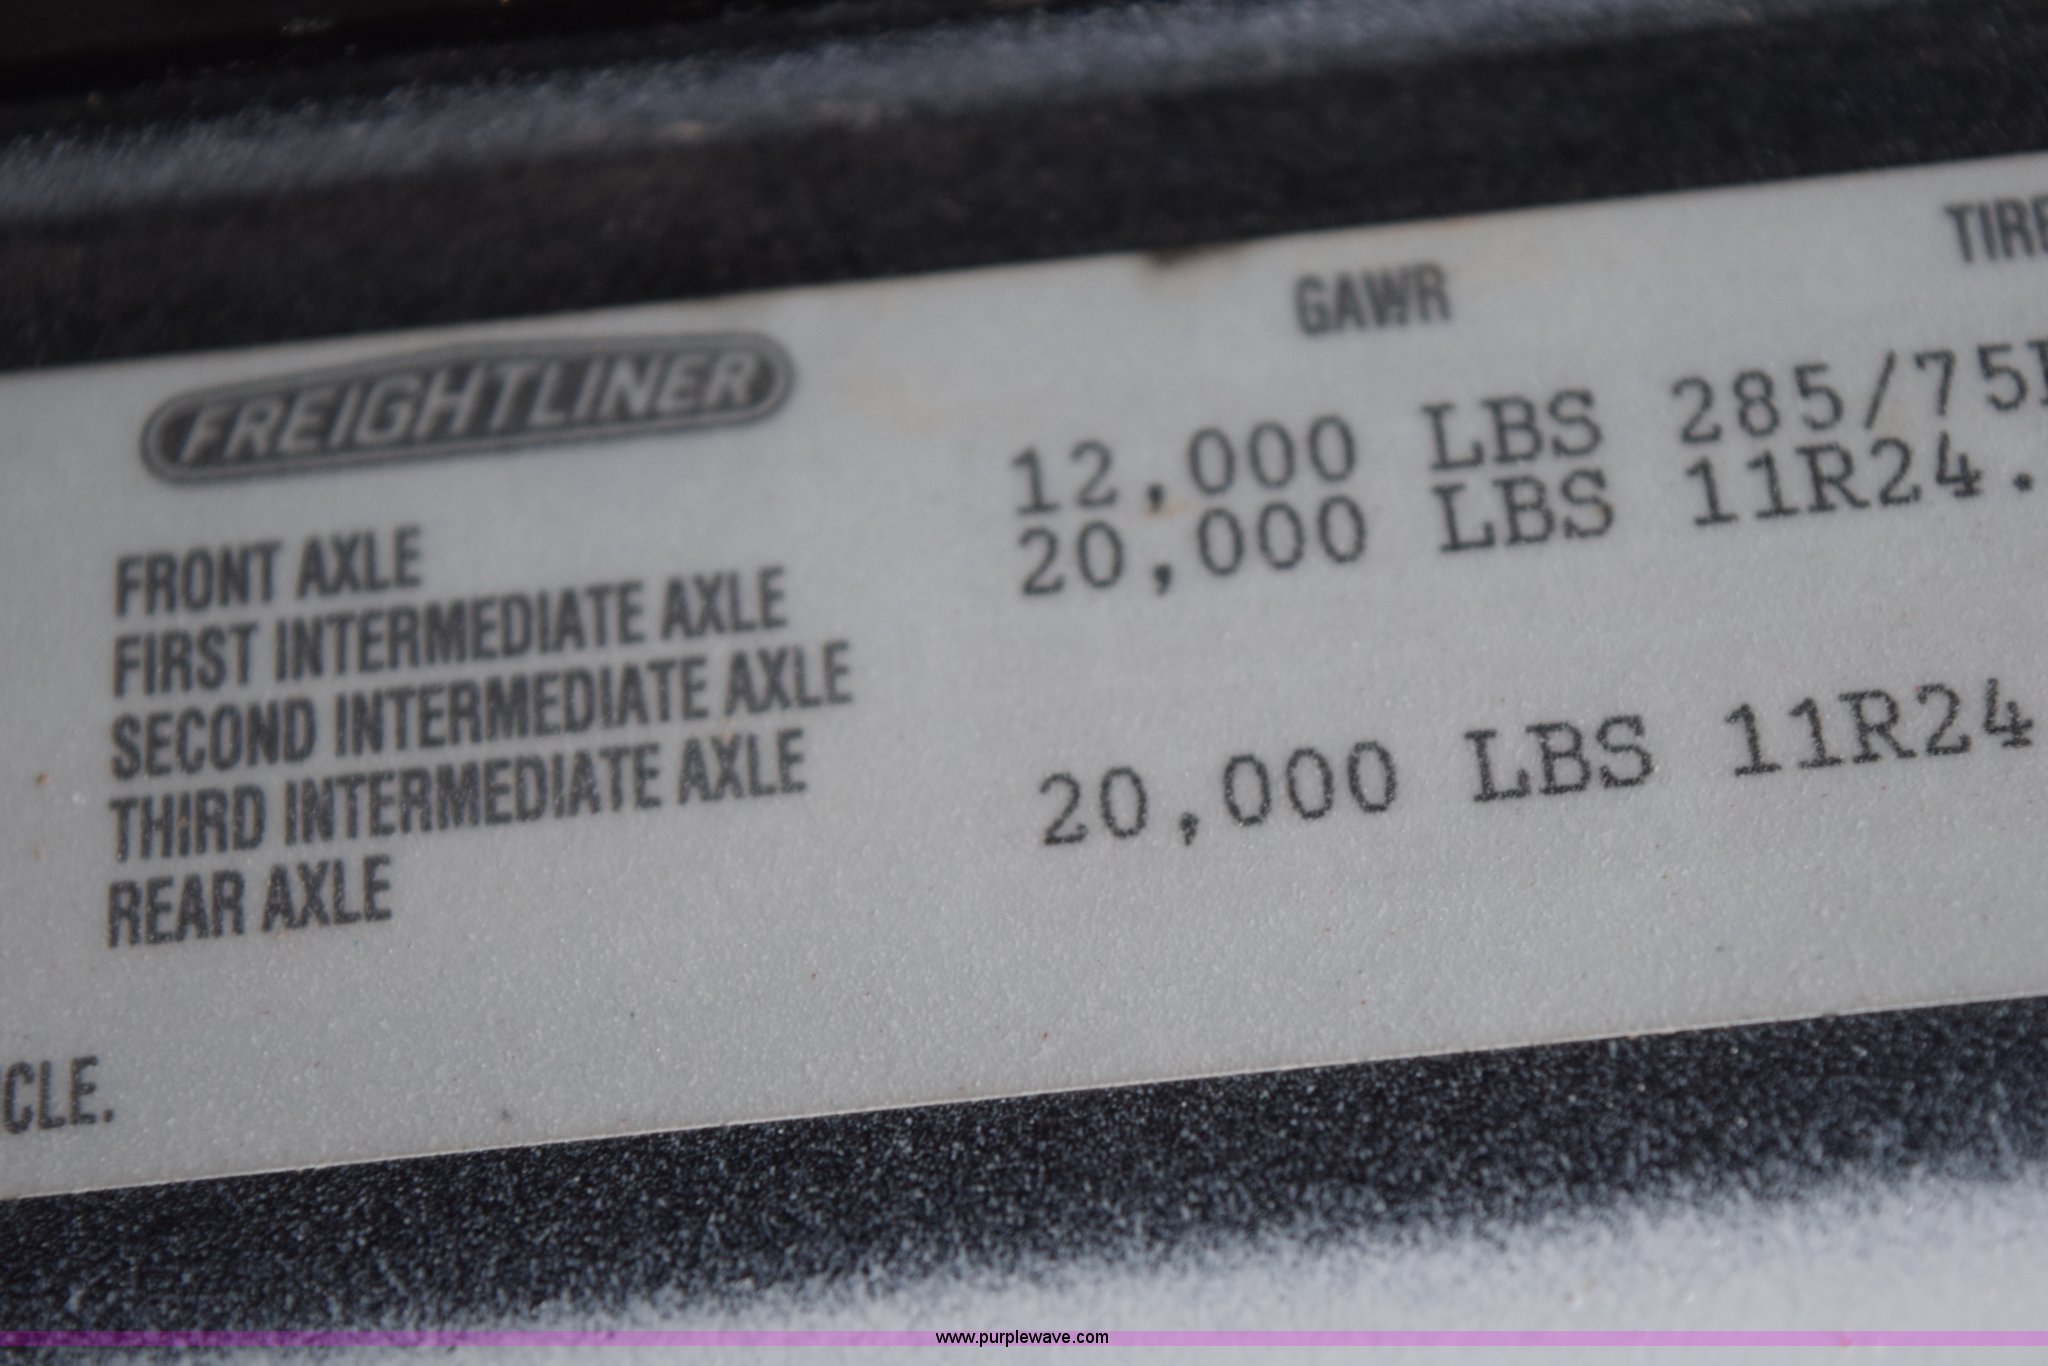 FREIGHTLINER
GAWR
TIRE
FRONT AXLE 12,000 LBS 285/75R
FIRST INTERMEDIATE AXLE 20,000 LBS 11R24.
SECOND INTERMEDIATE AXLE
THIRD INTERMEDIATE AXLE
REAR AXLE 20,000 LBS 11R24
CLE.
www.purplewave.com